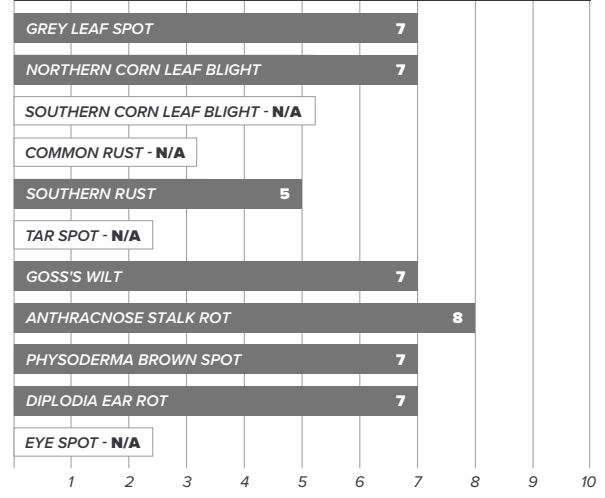 GREY LEAF SPOT 7
NORTHERN CORN LEAF BLIGHT 7
SOUTHERN CORN LEAF BLIGHT - N/A
COMMON RUST - N/A
SOUTHERN RUST 5
TAR SPOT - N/A
GOSS'S WILT 7
ANTHRACNOSE STALK ROT 8
PHYSODERMA BROWN SPOT 7
DIPLODIA EAR ROT 7
EYE SPOT - N/A
1 2 3 4 5 6 7 8 9 10